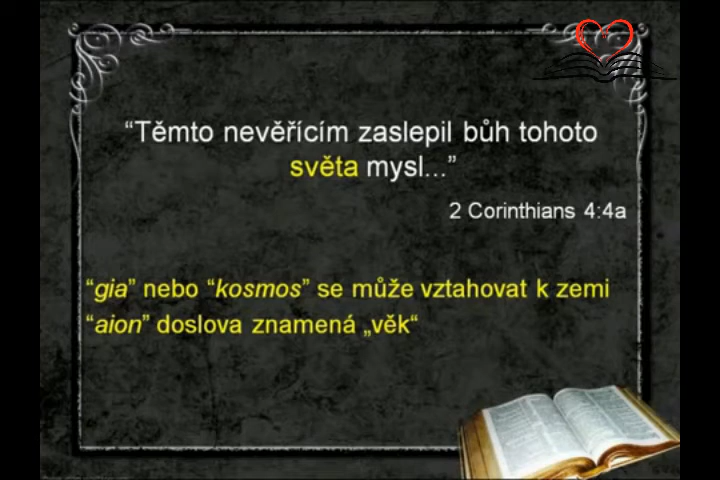 “Těmto nevěřícím zaslepil bůh tohoto
světa mysl...”
2 Corinthians 4:4a
“gia” nebo “kosmos” se může vztahovat k zemi
“aion” doslova znamená „věk“